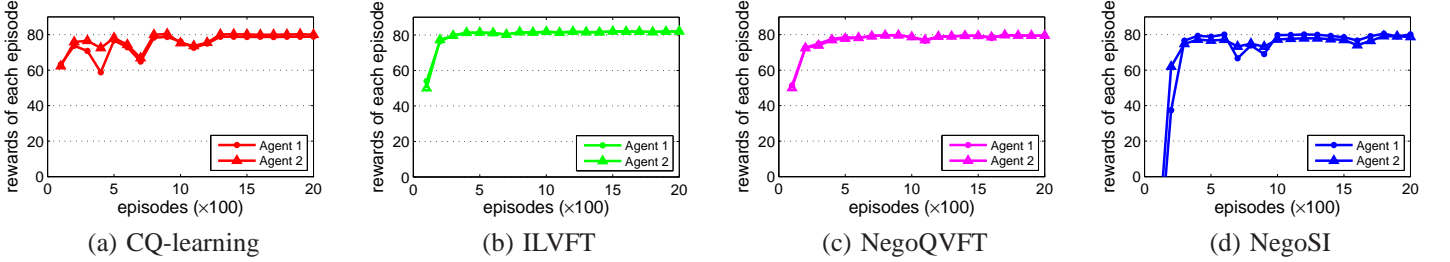 rewards of each episode
80
60
40
20
0
0 5 10 15 20
episodes (×100)
Agent 1
Agent 2
(a) CQ-learning
rewards of each episode
80
60
40
20
0
0 5 10 15 20
episodes (×100)
Agent 1
Agent 2
(b) ILVFT
rewards of each episode
80
60
40
20
0
0 5 10 15 20
episodes (×100)
Agent 1
Agent 2
(c) NegoQVFT
rewards of each episode
80
60
40
20
0
0 5 10 15 20
episodes (×100)
Agent 1
Agent 2
(d) NegoSI